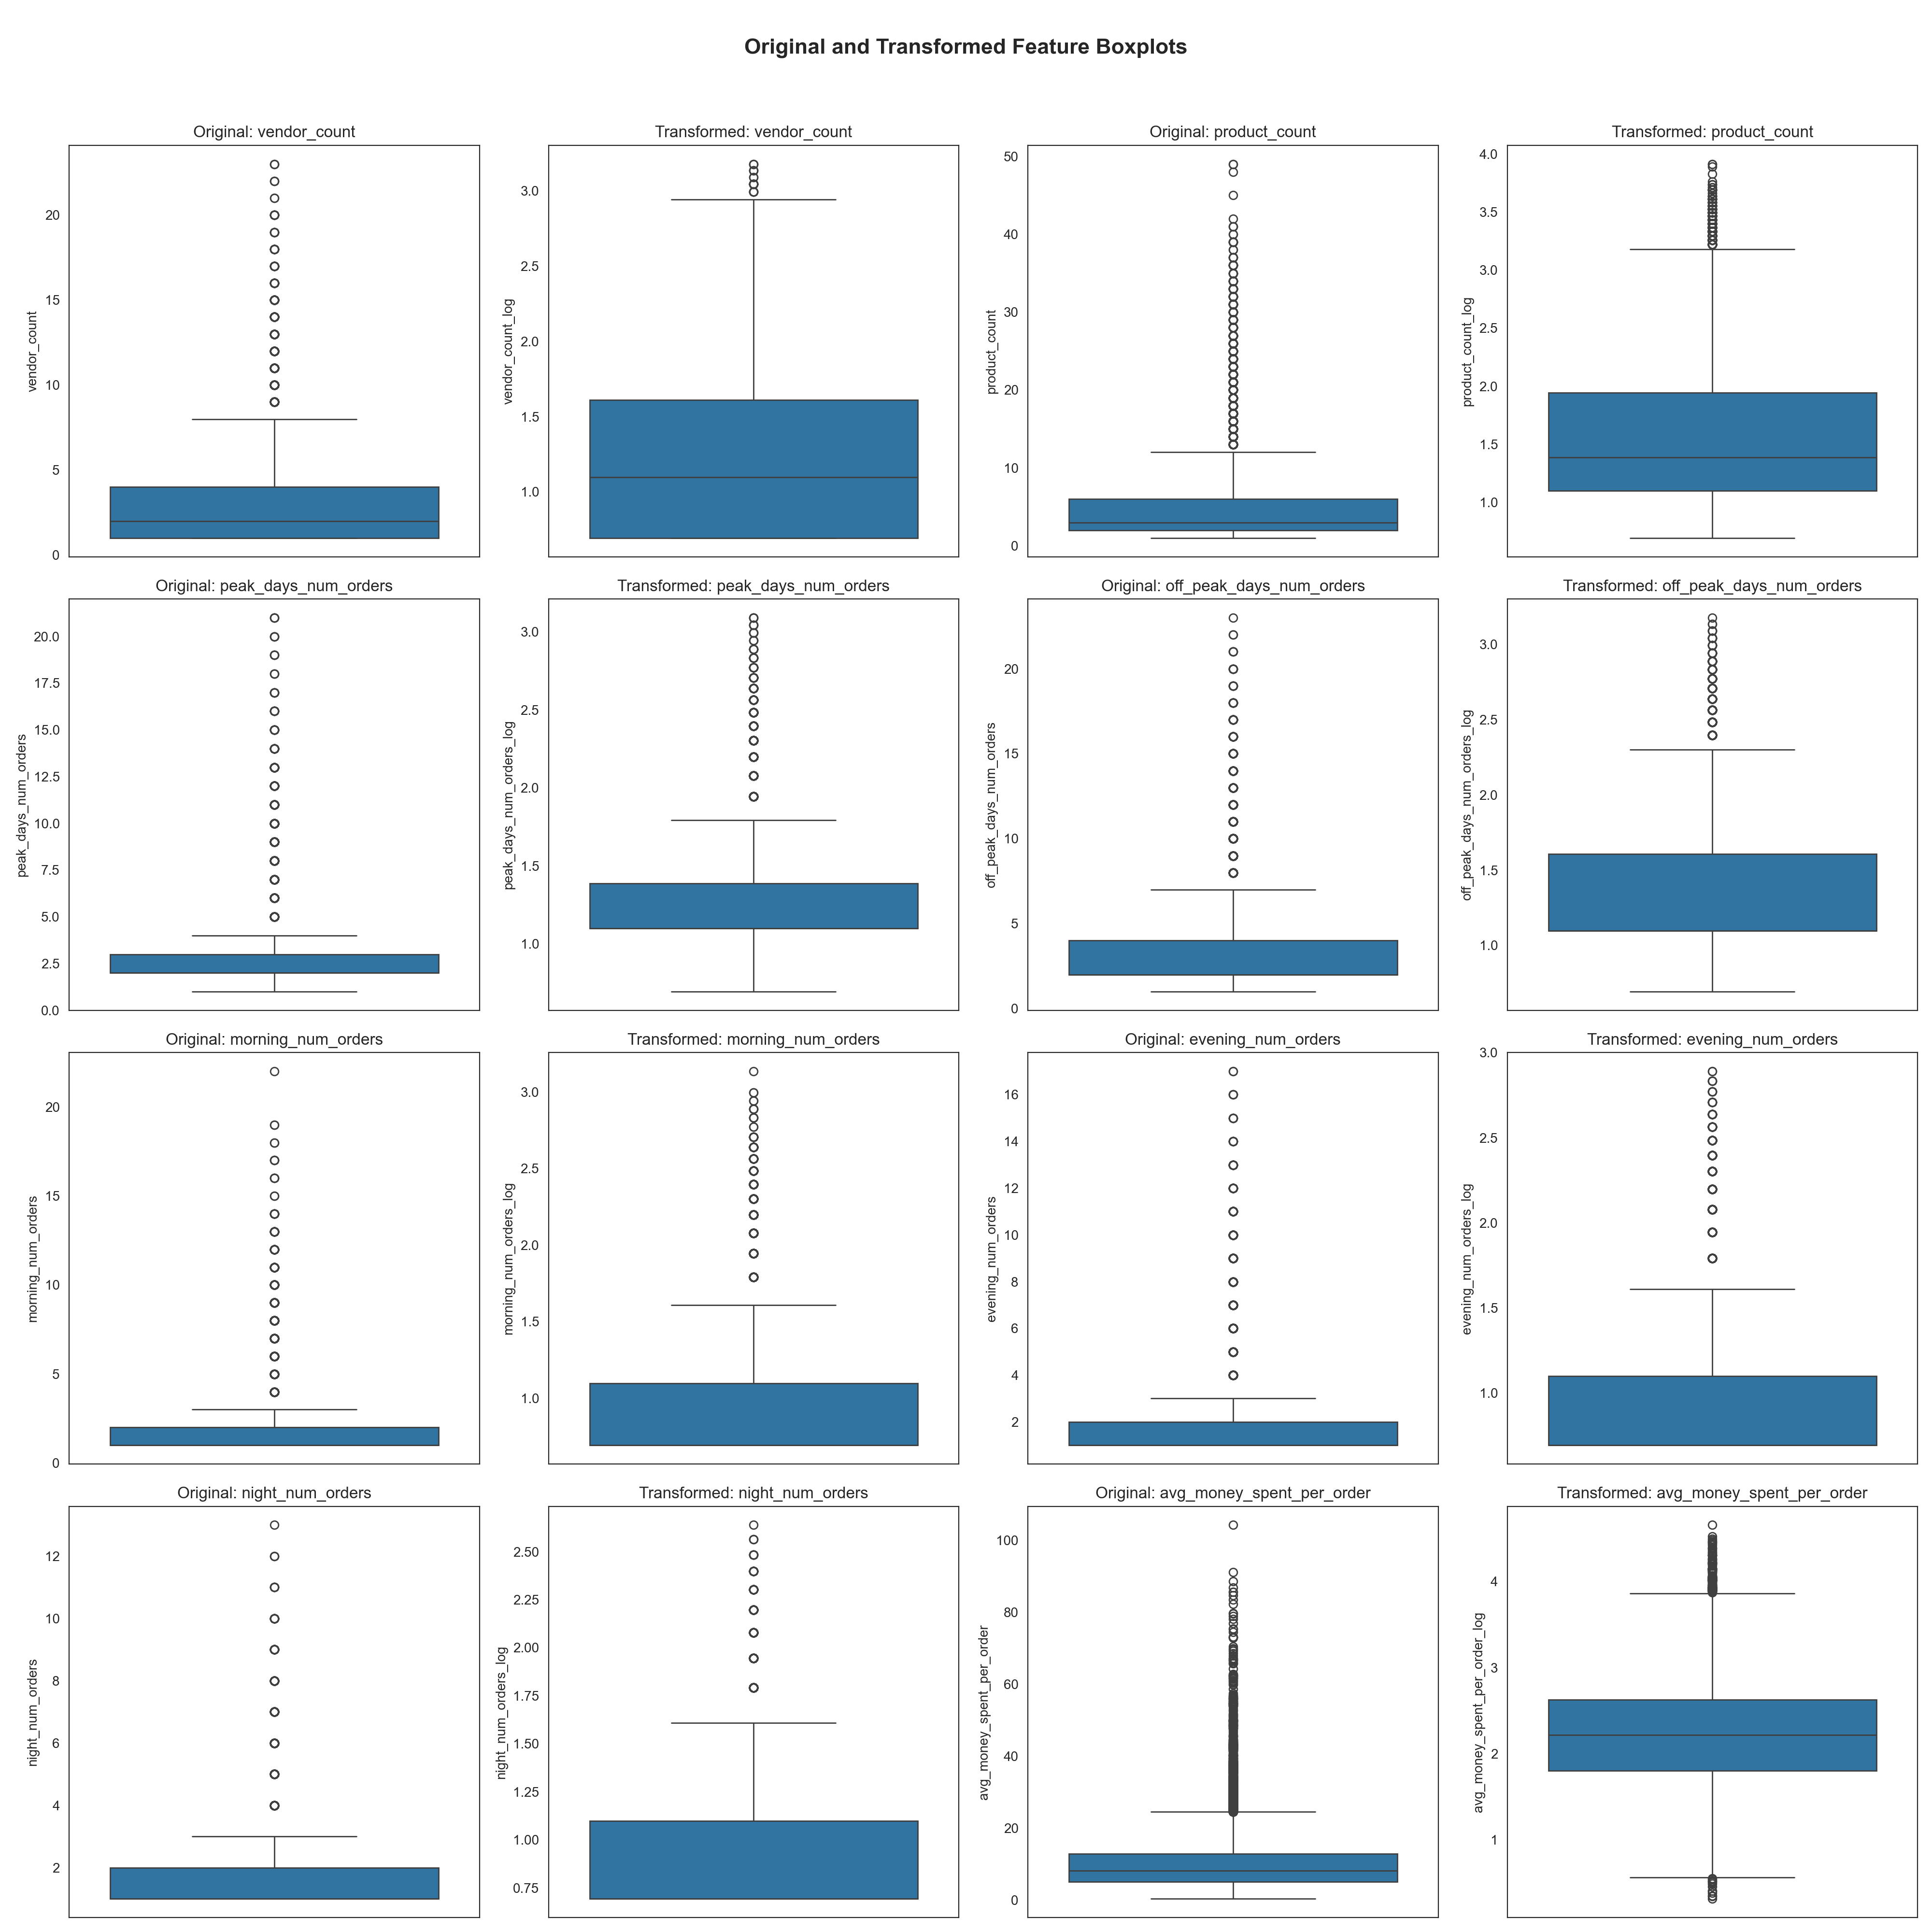 Original and Transformed Feature Boxplots
Original: vendor_count
Transformed: vendor_count
Original: product_count
Transformed: product_count
vendor_count
20
15
10
5
0
vendor_count_log
3.0
2.5
2.0
1.5
1.0
product_count
50
40
30
20
10
0
product_count_log
4.0
3.5
3.0
2.5
2.0
1.5
1.0
Original: peak_days_num_orders
Transformed: peak_days_num_orders
Original: off_peak_days_num_orders
Transformed: off_peak_days_num_orders
peak_days_num_orders
20.0
17.5
15.0
12.5
10.0
7.5
5.0
2.5
0.0
peak_days_num_orders_log
3.0
2.5
2.0
1.5
1.0
off_peak_days_num_orders
20
15
10
5
0
off_peak_days_num_orders_log
3.0
2.5
2.0
1.5
1.0
Original: morning_num_orders
Transformed: morning_num_orders
Original: evening_num_orders
Transformed: evening_num_orders
morning_num_orders
20
15
10
5
0
morning_num_orders_log
3.0
2.5
2.0
1.5
1.0
evening_num_orders
16
14
12
10
8
6
4
2
evening_num_orders_log
3.0
2.5
2.0
1.5
1.0
Original: night_num_orders
Transformed: night_num_orders
Original: avg_money_spent_per_order
Transformed: avg_money_spent_per_order
night_num_orders
12
10
8
6
4
2
night_num_orders_log
2.50
2.25
2.00
1.75
1.50
1.25
1.00
0.75
avg_money_spent_per_order
100
80
60
40
20
0
avg_money_spent_per_order_log
4
3
2
1